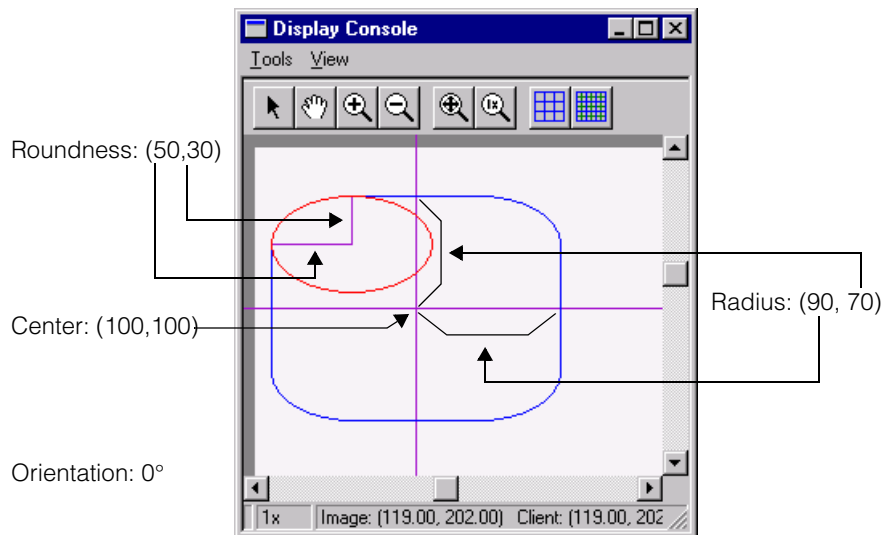 Display Console
Tools View
1x
Roundness: (50,30)
Radius: (90, 70)
Center: (100,100)
Orientation: 0°
1x Image: (119.00, 202.00) Client: (119.00, 202